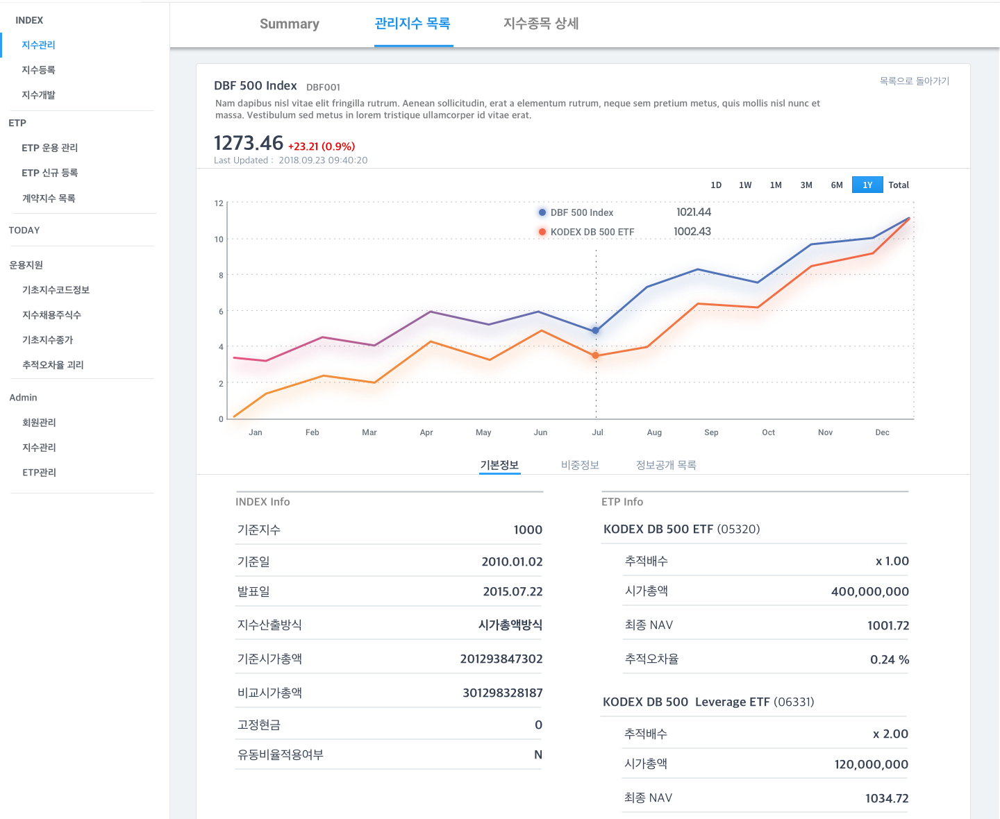 INDEX
지수관리
지수등록
지수개발
ETP
ETP 운용 관리
ETP 신규 등록
계약지수 목록
TODAY
운용지원
기초지수코드정보
지수채용주식수
기초지수종가
추적오차율 괴리
Admin
회원관리
지수관리
ETP관리
Summary
관리지수 목록
지수종목 상세
DBF 500 Index DBF001
목록으로 돌아가기
Nam dapibus nisl vitae elit fringilla rutrum. Aenean sollicitudin, erat a elementum rutrum, neque sem pretium metus, quis mollis nisl nunc et
massa. Vestibulum sed metus in lorem tristique ullamcorper id vitae erat.
1273.46 +23.21 (0.9%)
Last Updated : 2018.09.23 09:40:20
1D 1W 1M 3M 6M 1Y Total
DBF 500 Index 1021.44
KODEX DB 500 ETF 1002.43
12
10
8
6
4
2
0
Jan Feb Mar Apr May Jun Jul Aug Sep Oct Nov Dec
기본정보 비중정보 정보공개 목록
INDEX Info
기준지수 1000
기준일 2010.01.02
발표일 2015.07.22
지수산출방식 시가총액방식
기준시가총액 201293847302
비교시가총액 301298328187
고정현금 0
유동비율적용여부 N
ETP Info
KODEX DB 500 ETF (05320)
추적배수 x 1.00
시가총액 400,000,000
최종 NAV 1001.72
추적오차율 0.24 %
KODEX DB 500 Leverage ETF (06331)
추적배수 x 2.00
시가총액 120,000,000
최종 NAV 1034.72